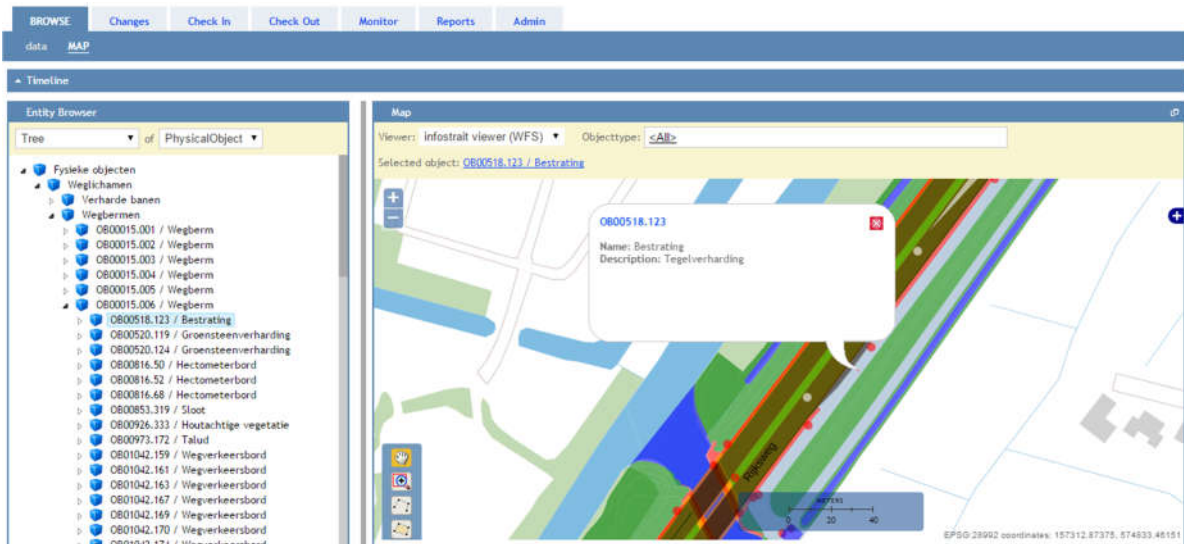 BROWSE Changes Check In Check Out Monitor Reports Admin
data MAP
Timeline
Entity Browser
Tree of PhysicalObject
Fysieke objecten
Weglichamen
Verharde banen
Wegbermen
OB00015.001 / Wegberm
OB00015.002 / Wegberm
OB00015.003 / Wegberm
OB00015.004 / Wegberm
OB00015.005 / Wegberm
OB00015.006 / Wegberm
OB00518.123 / Bestrating
OB00520.119 / Groensteenverharding
OB00520.124 / Groensteenverharding
OB00816.50 / Hectometerbord
OB00816.52 / Hectometerbord
OB00816.68 / Hectometerbord
OB00853.319 / Sloot
OB00926.333 / Houtachtige vegetatie
OB00973.172 / Talud
OB01042.159 / Wegverkeersbord
OB01042.161 / Wegverkeersbord
OB01042.163 / Wegverkeersbord
OB01042.167 / Wegverkeersbord
OB01042.169 / Wegverkeersbord
OB01042.170 / Wegverkeersbord
Map
Viewer: infostrait viewer (WFS) Objecttype: <All>
Selected object: OB00518.123 / Bestrating
OB00518.123
Name: Bestrating
Description: Tegelverharding
Rijksweg
METERS
0 20 40
EPSG:28992 coordinates: 157312.87375, 574833.46151